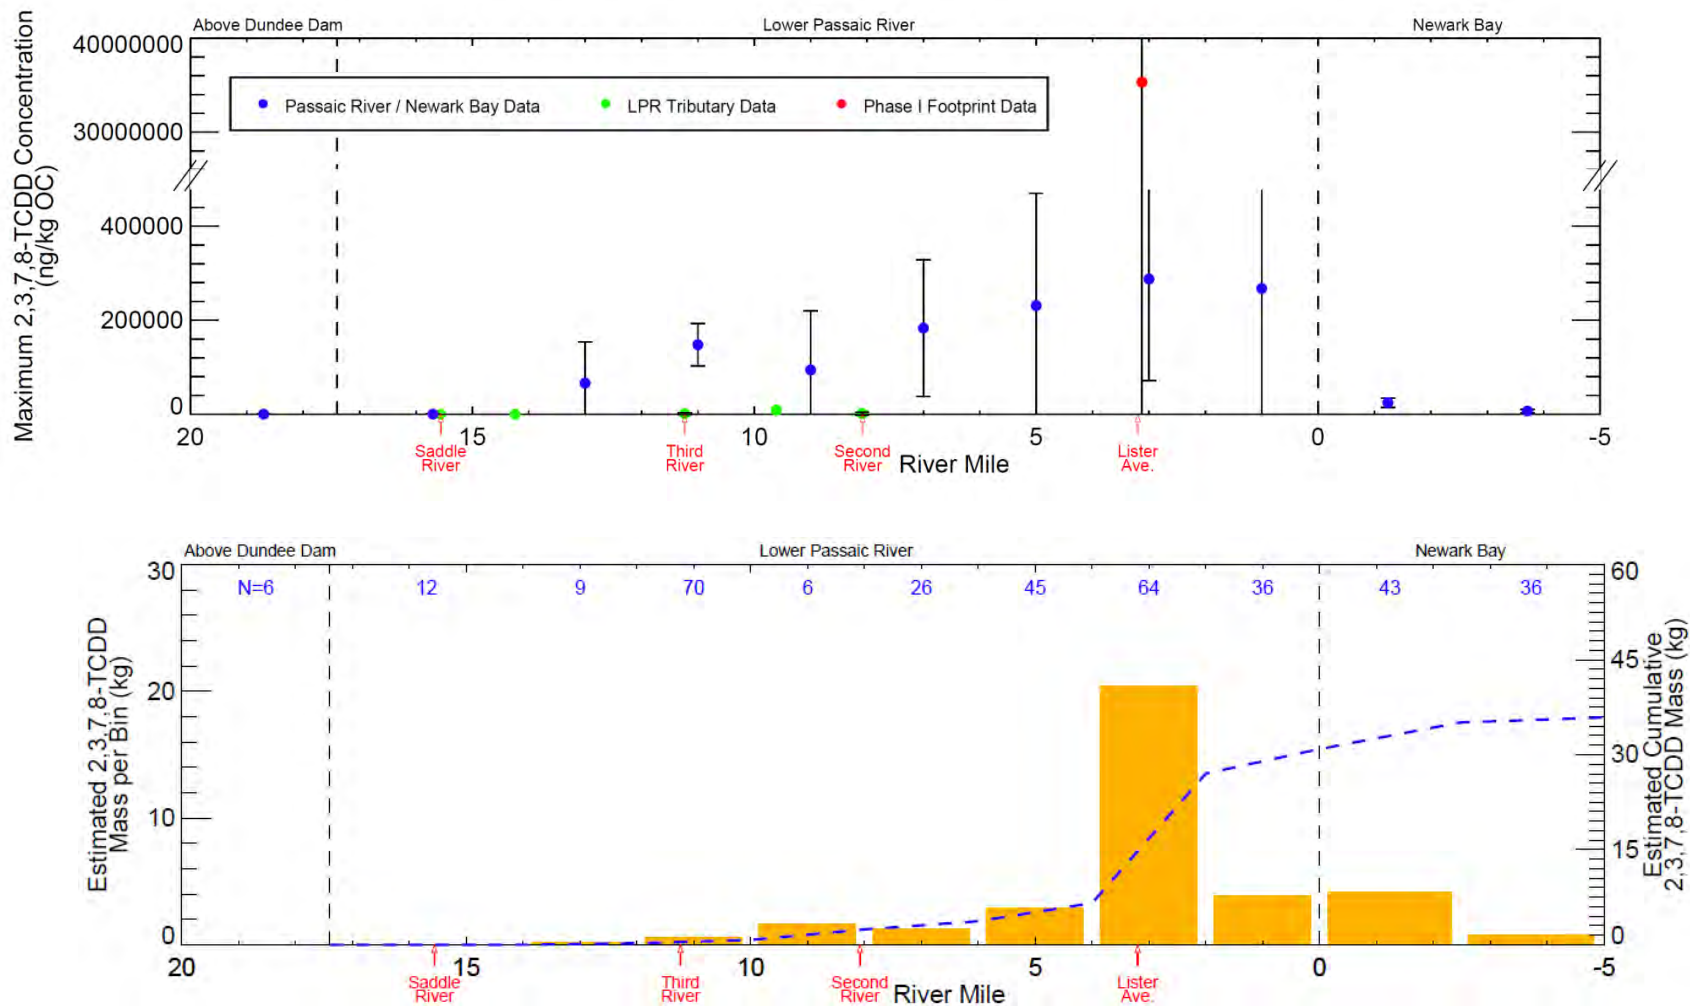 Above Dundee Dam Lower Passaic River Newark Bay
Maximum 2,3,7,8-TCDD Concentration
(ng/kg OC)
40000000
30000000
400000
200000
0
Passaic River / Newark Bay Data LPR Tributary Data Phase I Footprint Data
20 15 10 5 0 -5
Saddle River
Third River
Second River
Lister Ave.
River Mile
Above Dundee Dam Lower Passaic River Newark Bay
Estimated 2,3,7,8-TCDD
Mass per Bin (kg)
30
20
10
0
N=6 12 9 70 6 26 45 64 36 43 36
60
45
30
15
0
Estimated Cumulative
2,3,7,8-TCDD Mass (kg)
20 15 10 5 0 -5
Saddle River
Third River
Second River
Lister Ave.
River Mile